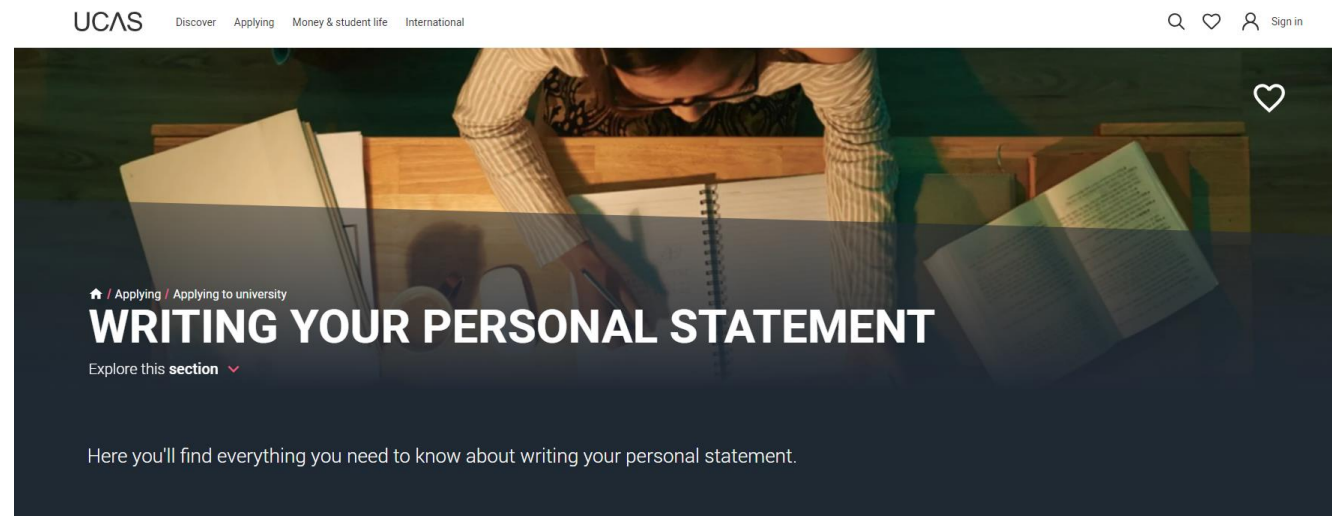 UCAS Discover Applying Money & student life International Sign in
/ Applying / Applying to university
WRITING YOUR PERSONAL STATEMENT
Explore this section
Here you'll find everything you need to know about writing your personal statement.